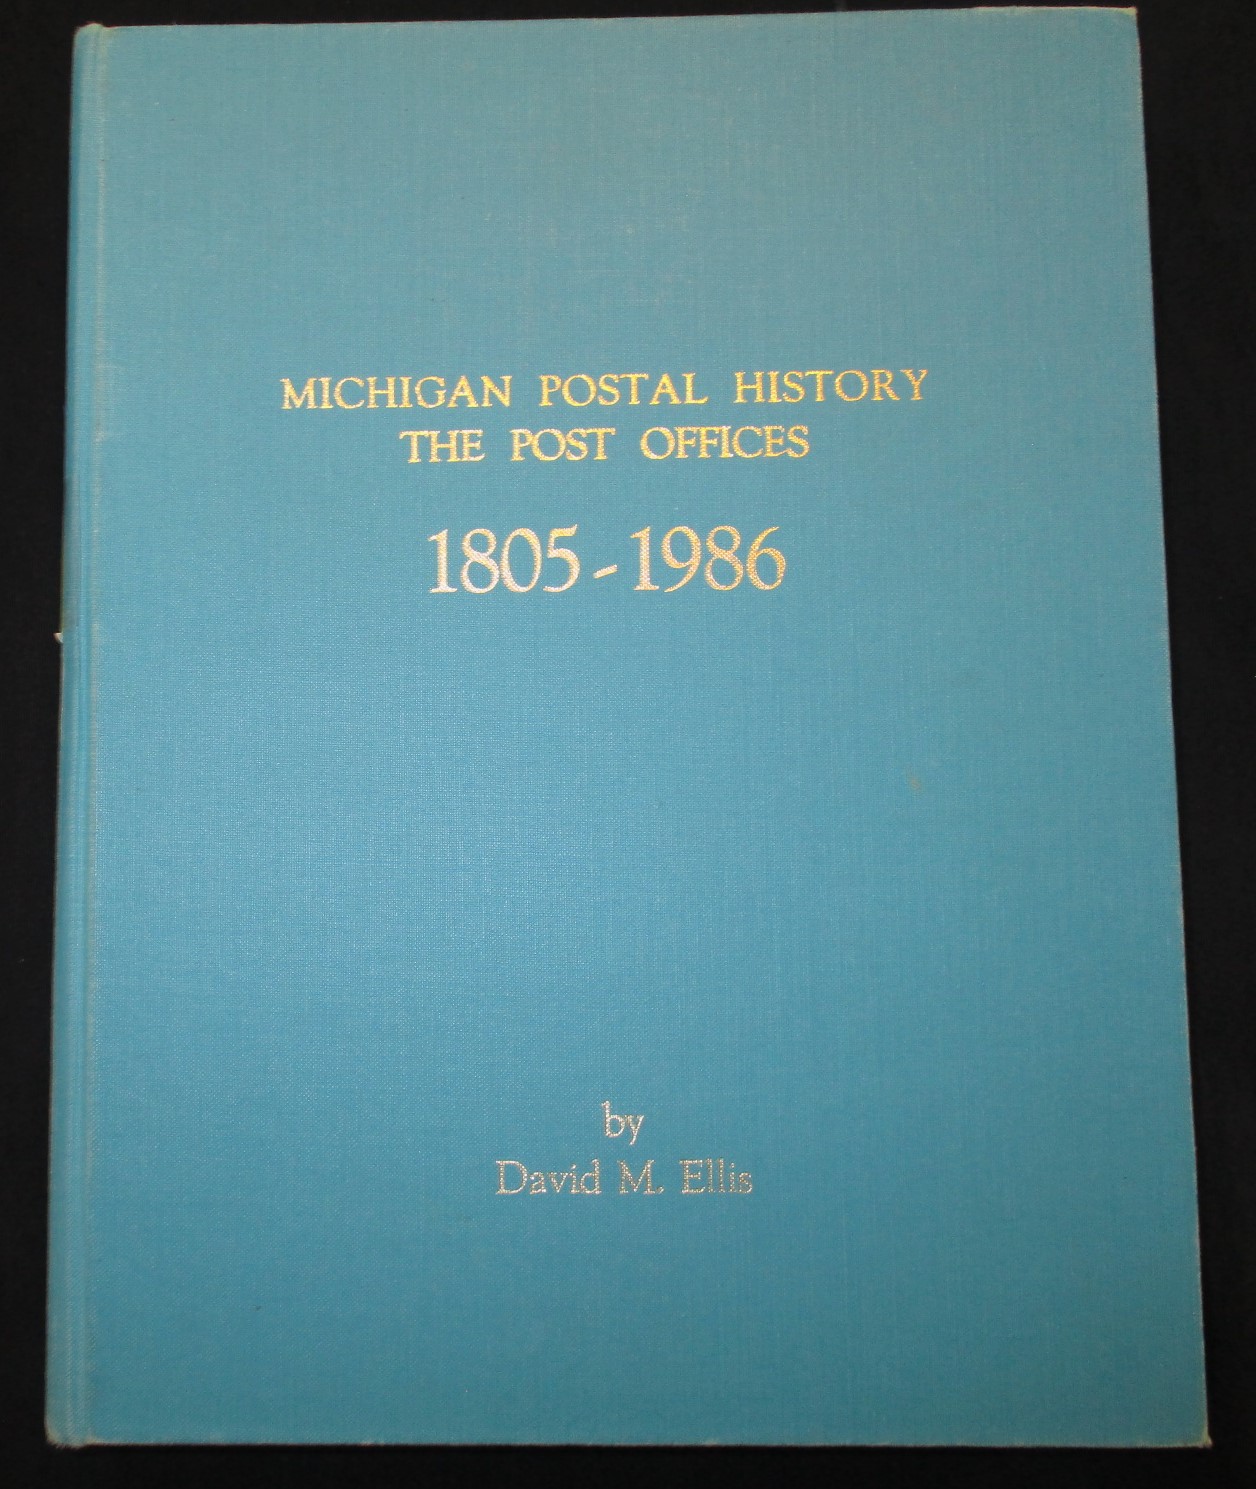 MICHIGAN POSTAL HISTORY
THE POST OFFICES
1805-1986
by
David M. Ellis